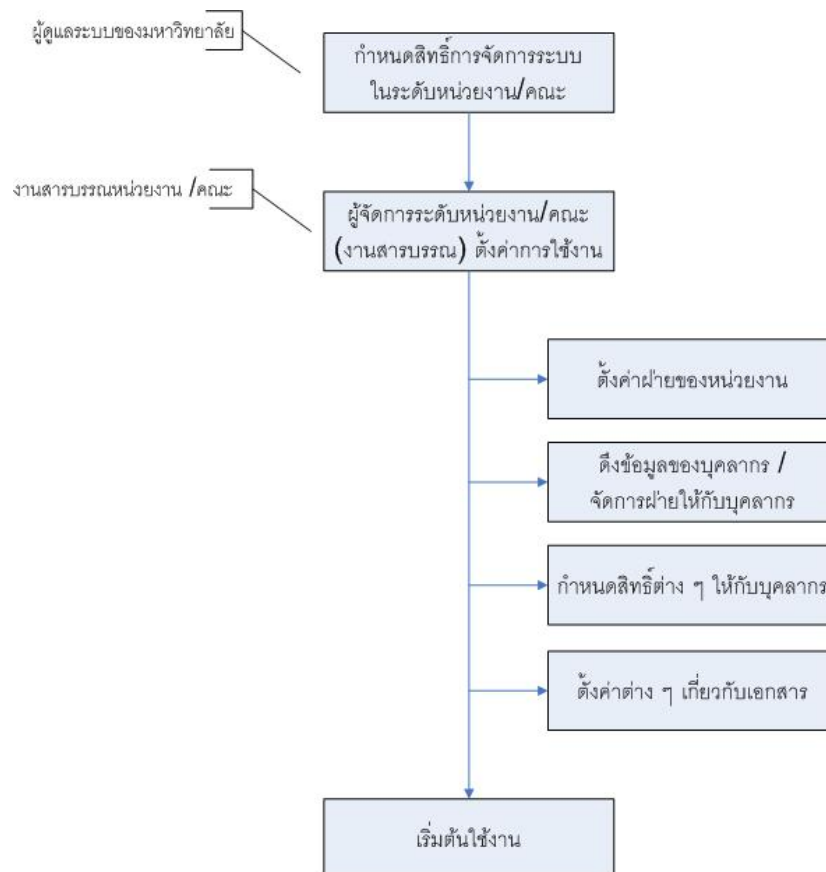 ผู้ดูแลระบบของมหาวิทยาลัย
กำหนดสิทธิ์การจัดการระบบ
ในระดับหน่วยงาน/คณะ
งานสารบรรณหน่วยงาน /คณะ
ผู้จัดการระดับหน่วยงาน/คณะ
(งานสารบรรณ) ตั้งค่าการใช้งาน
ตั้งค่าฝ่ายของหน่วยงาน
ดึงข้อมูลของบุคลากร /
จัดการฝ่ายให้กับบุคลากร
กำหนดสิทธิ์ต่าง ๆ ให้กับบุคลากร
ตั้งค่าต่าง ๆ เกี่ยวกับเอกสาร
เริ่มต้นใช้งาน